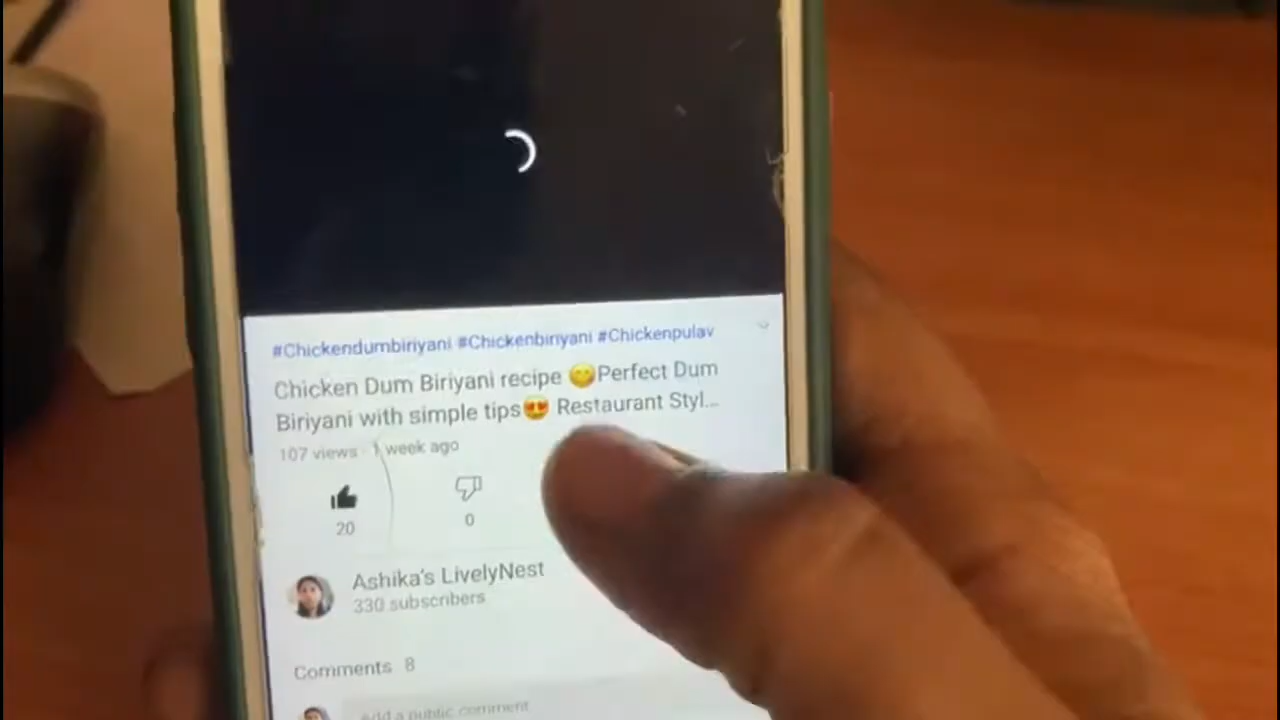 #Chickendumbiriyani #Chickenbiriyani #Chickenpulav
Chicken Dum Biriyani recipe 😋Perfect Dum
Biriyani with simple tips😍 Restaurant Styl...
107 views · 1 week ago
20
0
Ashika's LivelyNest
330 subscribers
Comments 8
Add a public comment